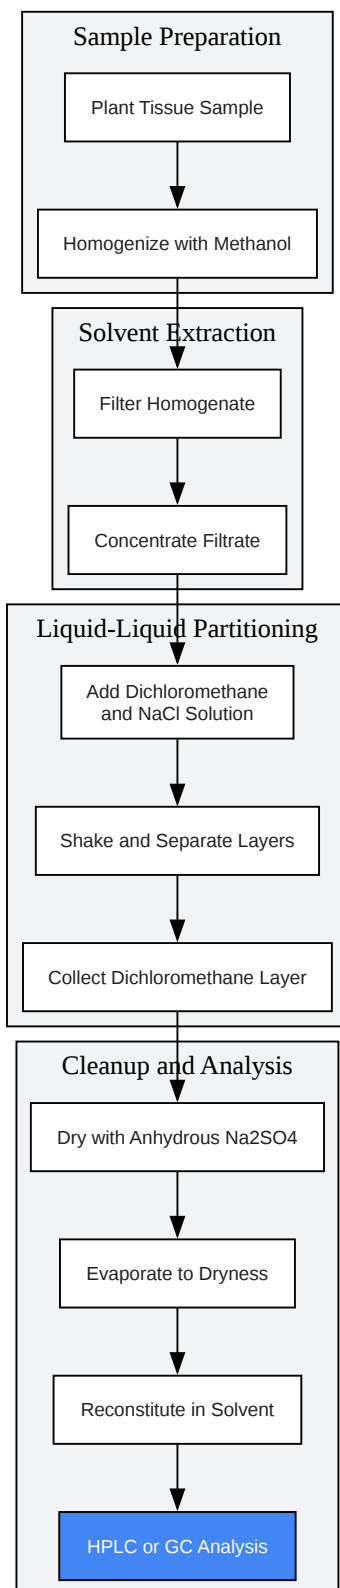 Sample Preparation
Plant Tissue Sample
Homogenize with Methanol
Solvent Extraction
Filter Homogenate
Concentrate Filtrate
Liquid-Liquid Partitioning
Add Dichloromethane
and NaCl Solution
Shake and Separate Layers
Collect Dichloromethane Layer
Cleanup and Analysis
Dry with Anhydrous Na2SO4
Evaporate to Dryness
Reconstitute in Solvent
HPLC or GC Analysis